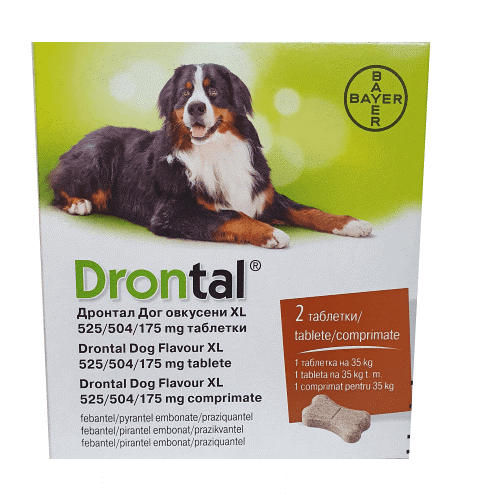 BAYER
BAYER
Drontal®
Дронтал Дог овкусени XL
525/504/175 mg таблетки
Drontal Dog Flavour XL
525/504/175 mg tablete
Drontal Dog Flavour XL
525/504/175 mg comprimate
febantel/pyrantel embonate/praziquantel
febantel/pirantel embonat/prazikvantel
febantel/pirantel embonat/praziquantel
2 таблетки/
tablete/comprimate
1 таблетка на 35 kg
1 tableta na 35 kg t. m.
1 comprimat pentru 35 kg